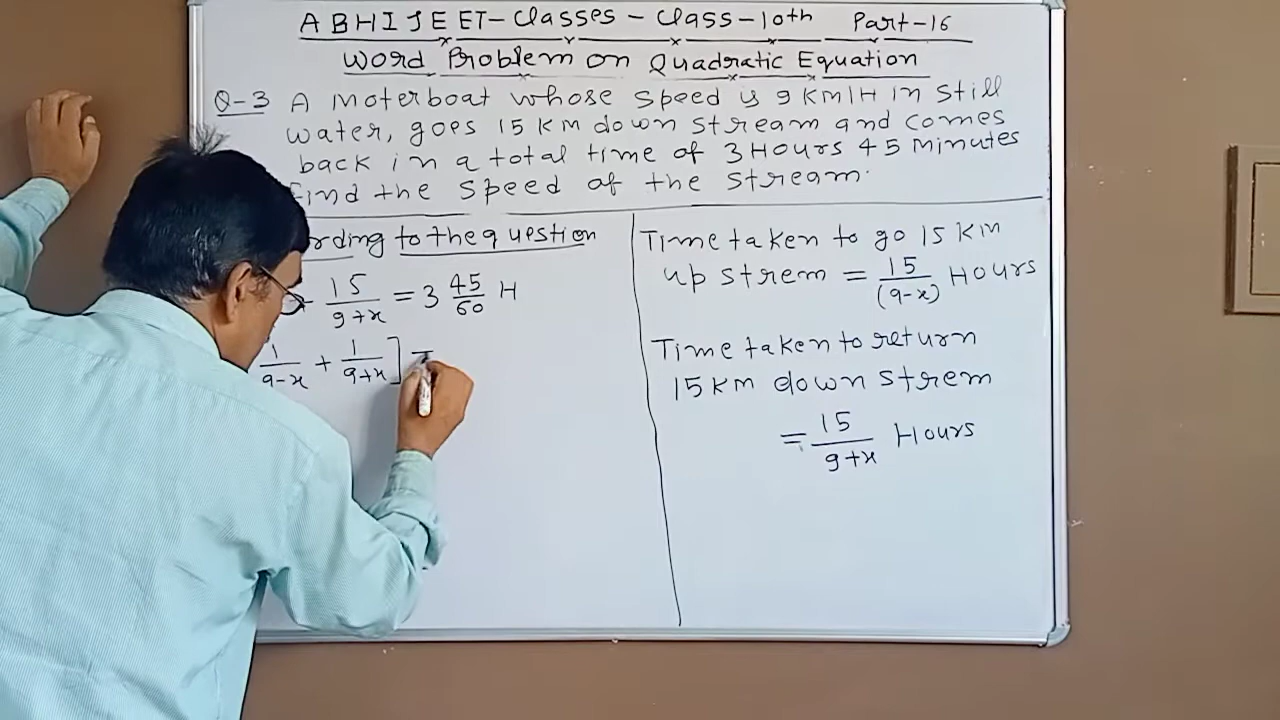 ABHIJEET-Classes-Class-10th Part-16
Word Problem on Quadratic Equation
Q-3 A moterboat whose speed is 9 KM/H in still
water, goes 15 KM down stream and comes
back in a total time of 3 Hours 45 minutes
find the speed of the stream.
to the question
15/9+x = 3 45/60 H
1/9-x + 1/9+x ]
Time taken to go 15 KM
up strem = 15/(9-x) Hours
Time taken to return
15 KM down strem
= 15/9+x Hours